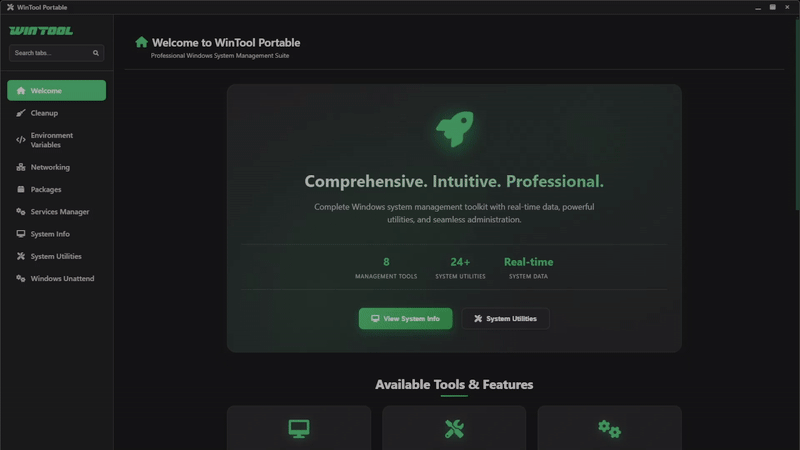 WinTool Portable
WINTOOL
Search tabs...
Welcome
Cleanup
Environment
Variables
Networking
Packages
Services Manager
System Info
System Utilities
Windows Unattend
Welcome to WinTool Portable
Professional Windows System Management Suite
Comprehensive. Intuitive. Professional.
Complete Windows system management toolkit with real-time data, powerful
utilities, and seamless administration.
8
MANAGEMENT TOOLS
24+
SYSTEM UTILITIES
Real-time
SYSTEM DATA
View System Info
System Utilities
Available Tools & Features